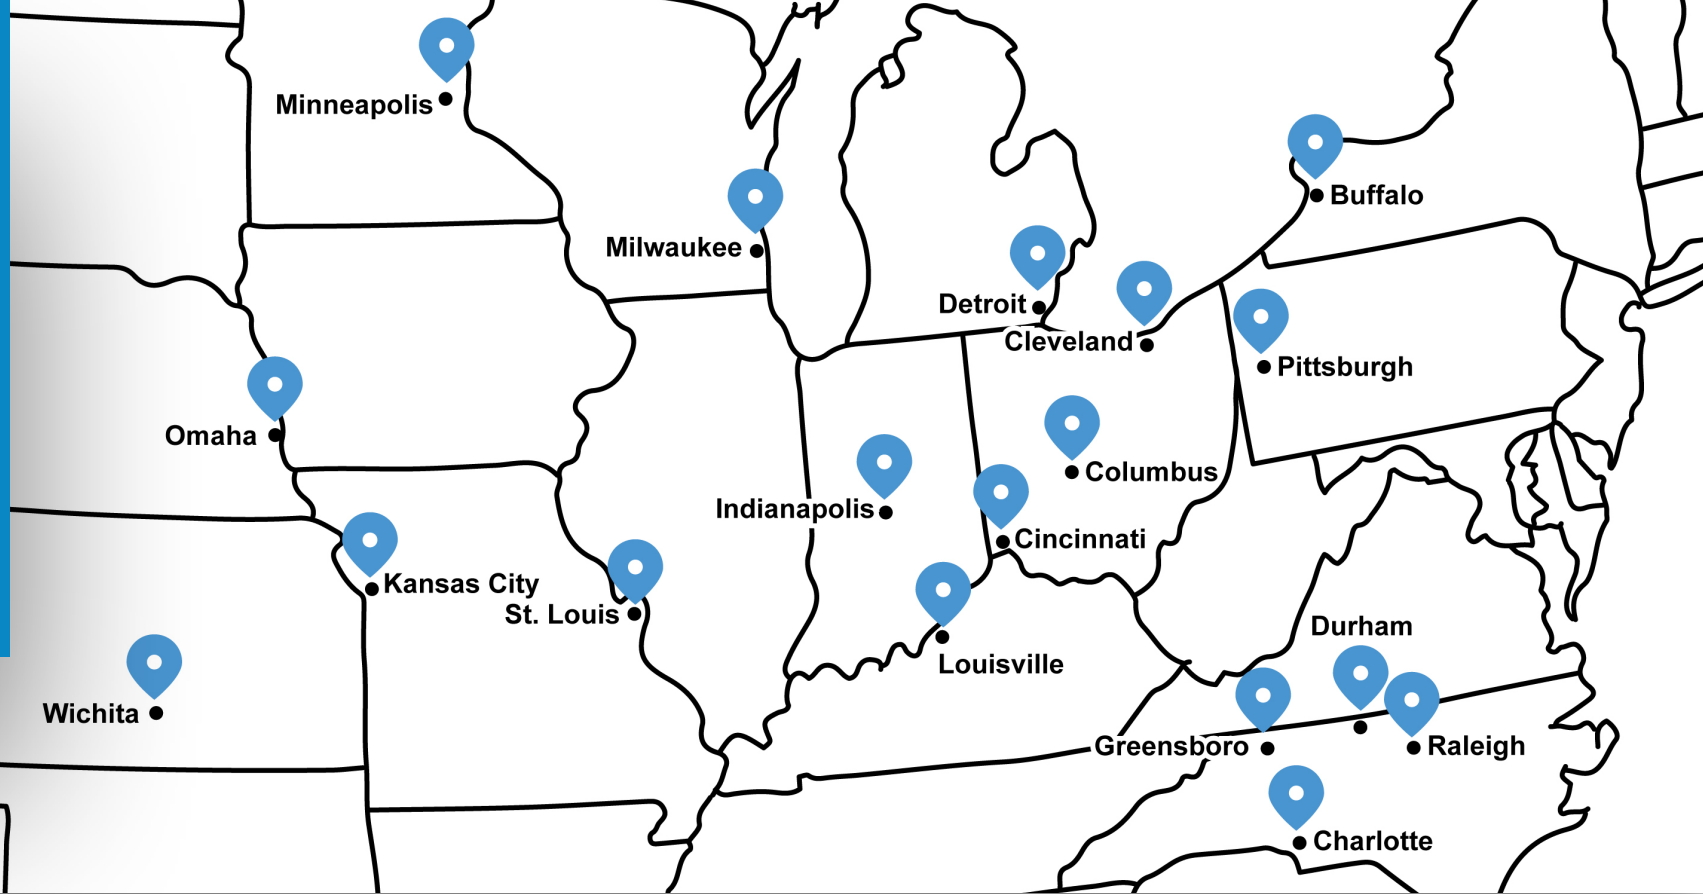 Minneapolis
Buffalo
Milwaukee
Detroit
Cleveland
Pittsburgh
Omaha
Columbus
Indianapolis
Cincinnati
Kansas City
St. Louis
Durham
Louisville
Wichita
Greensboro
Raleigh
Charlotte